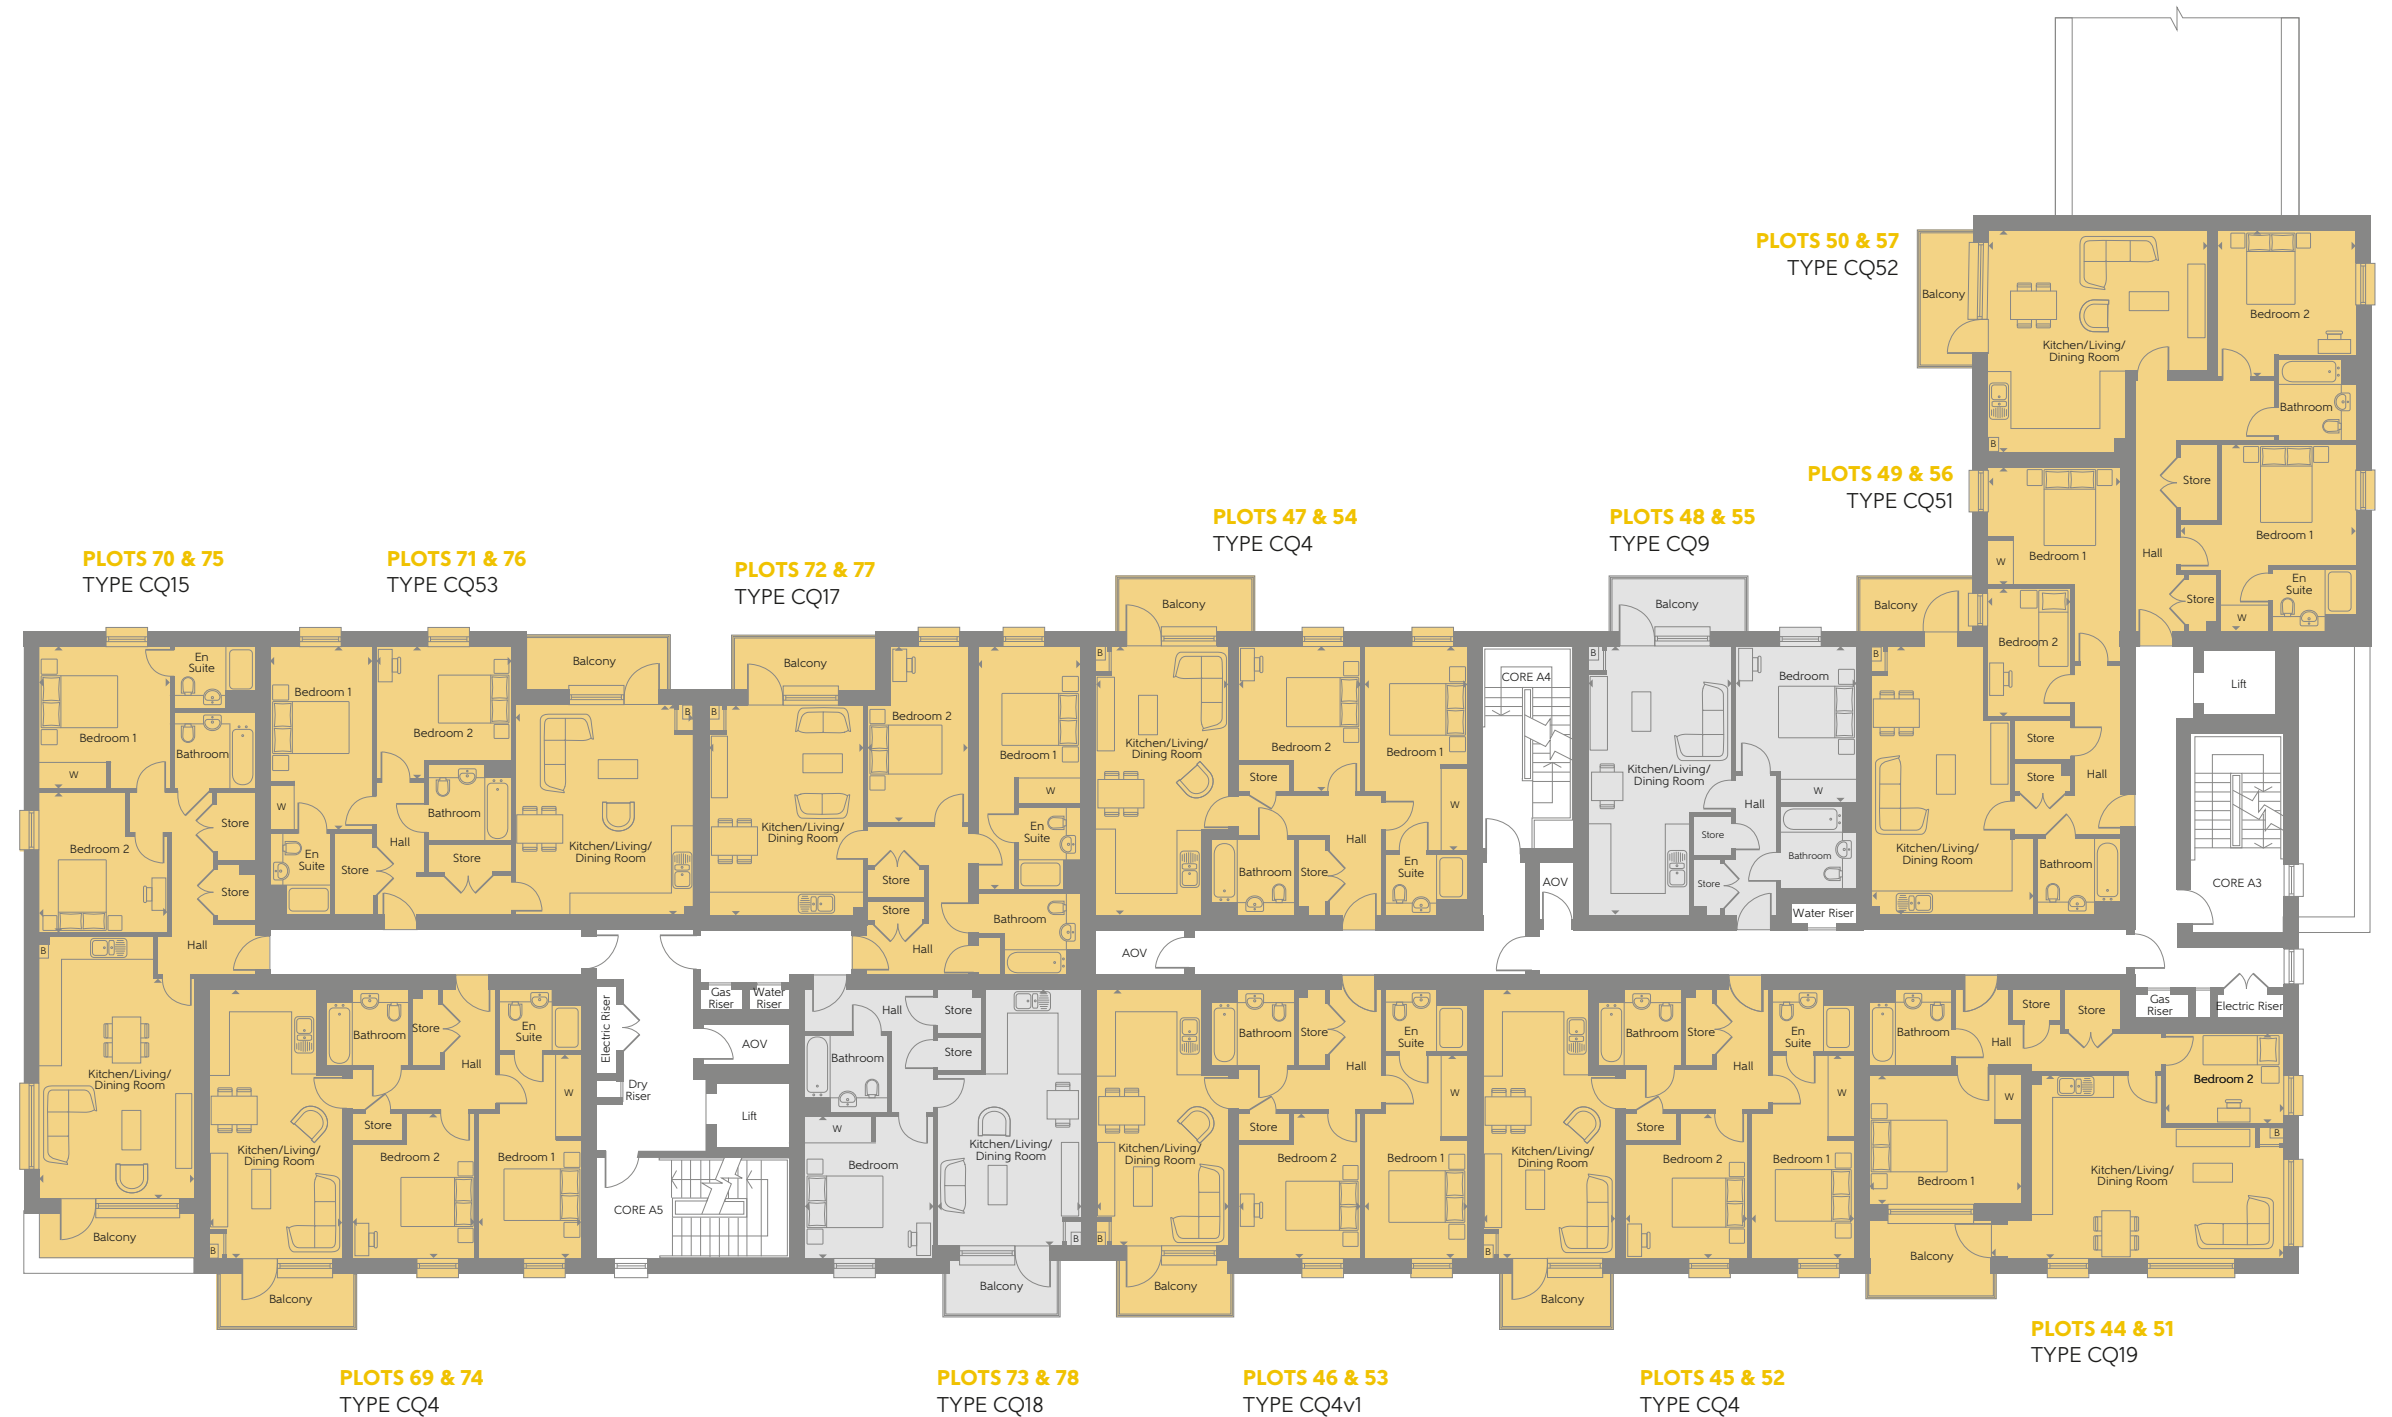 PLOTS 50 & 57
TYPE CQ52
Balcony
Kitchen/Living/
Dining Room
B
Bedroom 2
Bathroom
Store
Bedroom 1
Hall
Store
En
Suite
W
PLOTS 49 & 56
TYPE CQ51
Bedroom 1
W
Bedroom 2
Balcony
B
Store
Store
Hall
Kitchen/Living/
Dining Room
Bathroom
Lift
CORE A3
PLOTS 48 & 55
TYPE CQ9
Balcony
B
Bedroom
Kitchen/Living/
Dining Room
W
Hall
Store
Bathroom
Store
Water Riser
CORE A4
AOV
PLOTS 47 & 54
TYPE CQ4
Balcony
B
Kitchen/Living/
Dining Room
Bedroom 2
Bedroom 1
Store
W
Hall
Bathroom
Store
En
Suite
AOV
PLOTS 72 & 77
TYPE CQ17
Balcony
B
Bedroom 2
Bedroom 1
W
Kitchen/Living/
Dining Room
En
Suite
Store
Store
Bathroom
Hall
PLOTS 71 & 76
TYPE CQ53
Balcony
Bedroom 1
Bedroom 2
B
W
Bathroom
Hall
Kitchen/Living/
Dining Room
En
Suite
Store
Store
PLOTS 70 & 75
TYPE CQ15
En
Suite
Bedroom 1
Bathroom
W
Store
Bedroom 2
Store
Hall
B
Kitchen/Living/
Dining Room
Balcony
Bathroom
Store
En
Suite
Hall
W
Store
Kitchen/Living/
Dining Room
Bedroom 2
Bedroom 1
B
Balcony
PLOTS 69 & 74
TYPE CQ4
Electric Riser
Dry
Riser
Gas
Riser
Water
Riser
AOV
Lift
CORE A5
Hall
Store
Store
Bathroom
W
Bedroom
Kitchen/Living/
Dining Room
B
Balcony
PLOTS 73 & 78
TYPE CQ18
Bathroom
Store
En
Suite
Hall
W
Store
Kitchen/Living/
Dining Room
Bedroom 2
Bedroom 1
B
Balcony
PLOTS 46 & 53
TYPE CQ4v1
Bathroom
Store
En
Suite
Hall
W
Store
Kitchen/Living/
Dining Room
Bedroom 2
Bedroom 1
B
Balcony
PLOTS 45 & 52
TYPE CQ4
Bathroom
Hall
Store
Store
Gas
Riser
Electric Riser
Bedroom 2
W
B
Bedroom 1
Kitchen/Living/
Dining Room
Balcony
PLOTS 44 & 51
TYPE CQ19